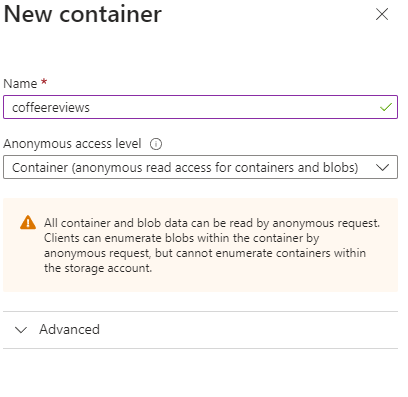 New container
Name *
coffeereviews
Anonymous access level
Container (anonymous read access for containers and blobs)
All container and blob data can be read by anonymous request.
Clients can enumerate blobs within the container by
anonymous request, but cannot enumerate containers within
the storage account.
Advanced